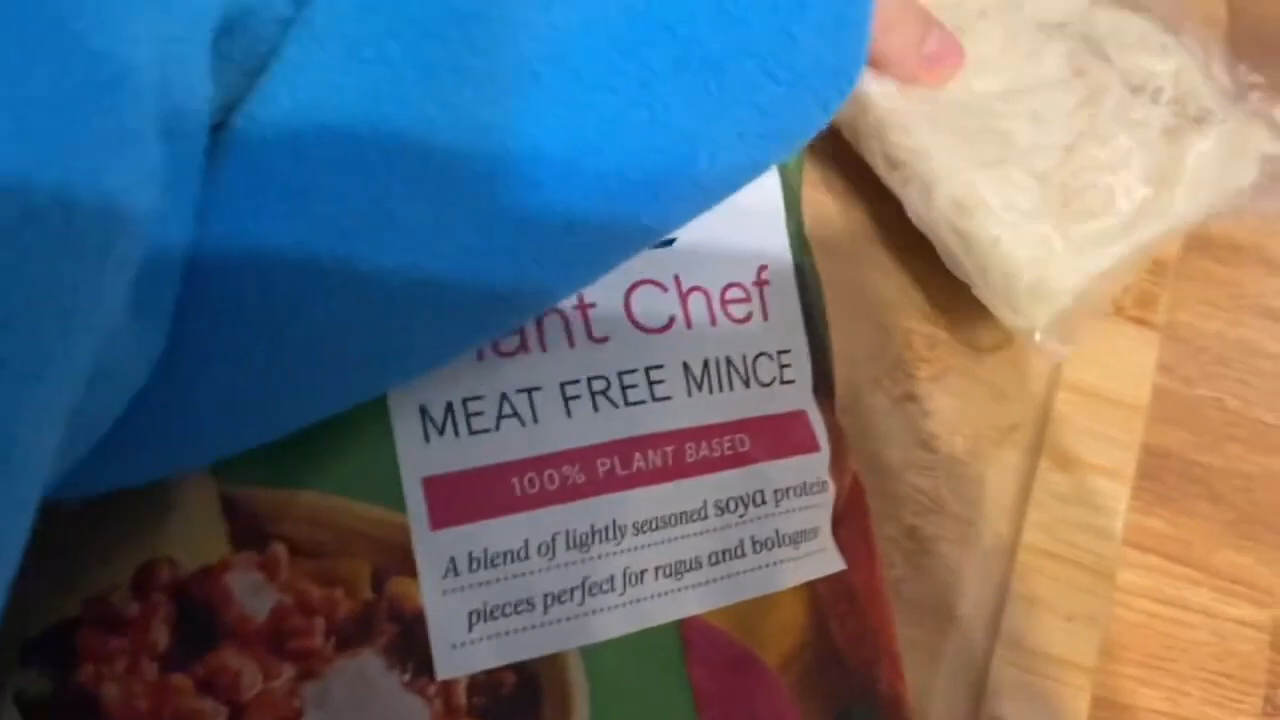 Chef
MEAT FREE MINCE
100% PLANT BASED
A blend of lightly seasoned soya protein
pieces perfect for ragus and bolognese